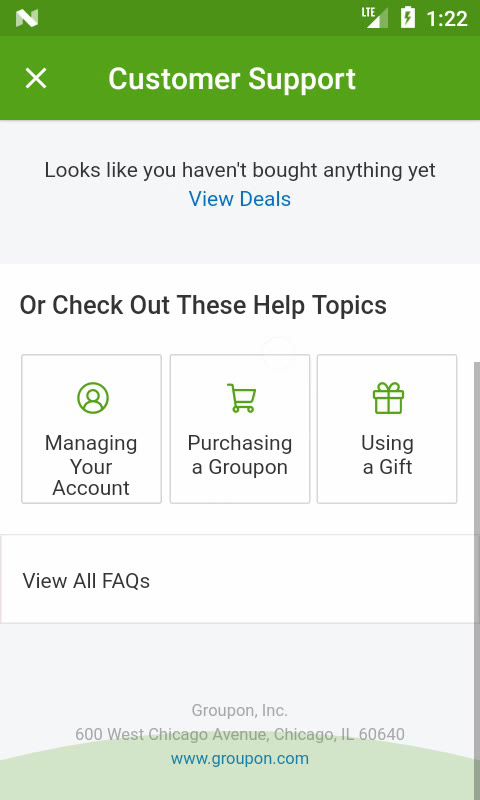 LTE 1:22
Customer Support
Looks like you haven't bought anything yet
View Deals
Or Check Out These Help Topics
Managing
Your
Account
Purchasing
a Groupon
Using
a Gift
View All FAQs
Groupon, Inc.
600 West Chicago Avenue, Chicago, IL 60640
www.groupon.com